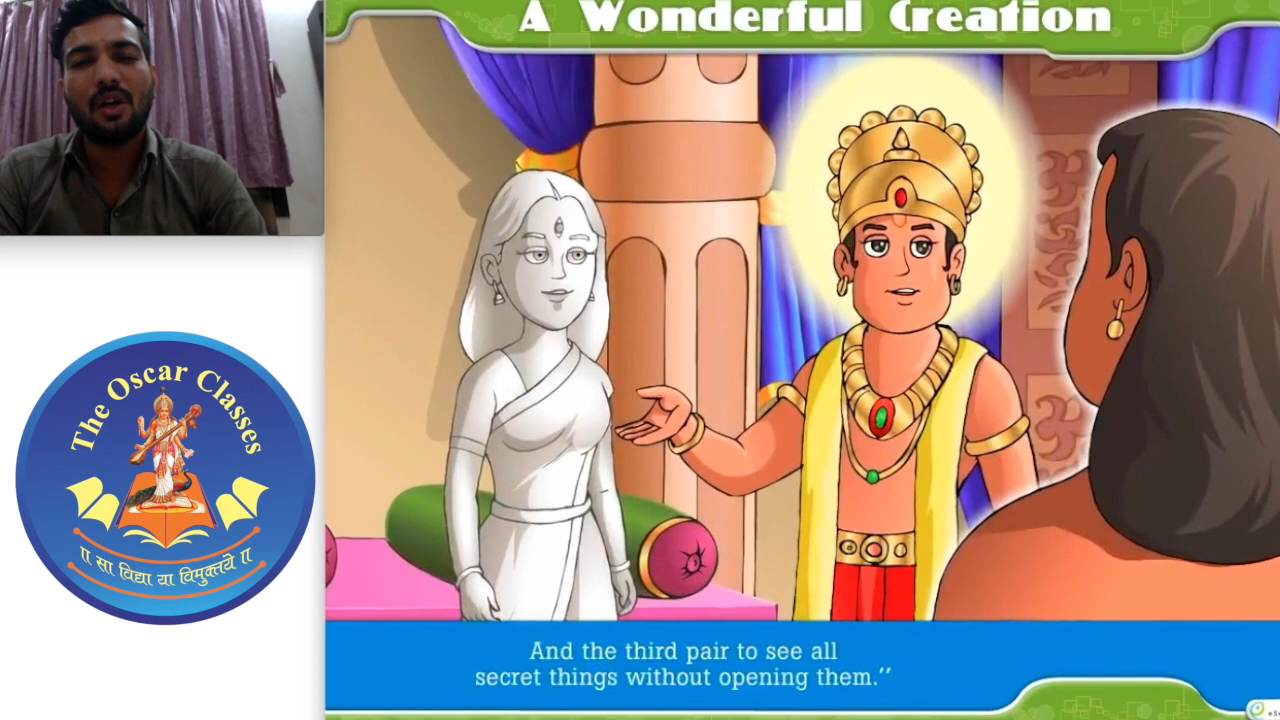 A Wonderful Creation
The Oscar Classes
॥ सा विद्या या विमुक्तये ॥
And the third pair to see all
secret things without opening them.”